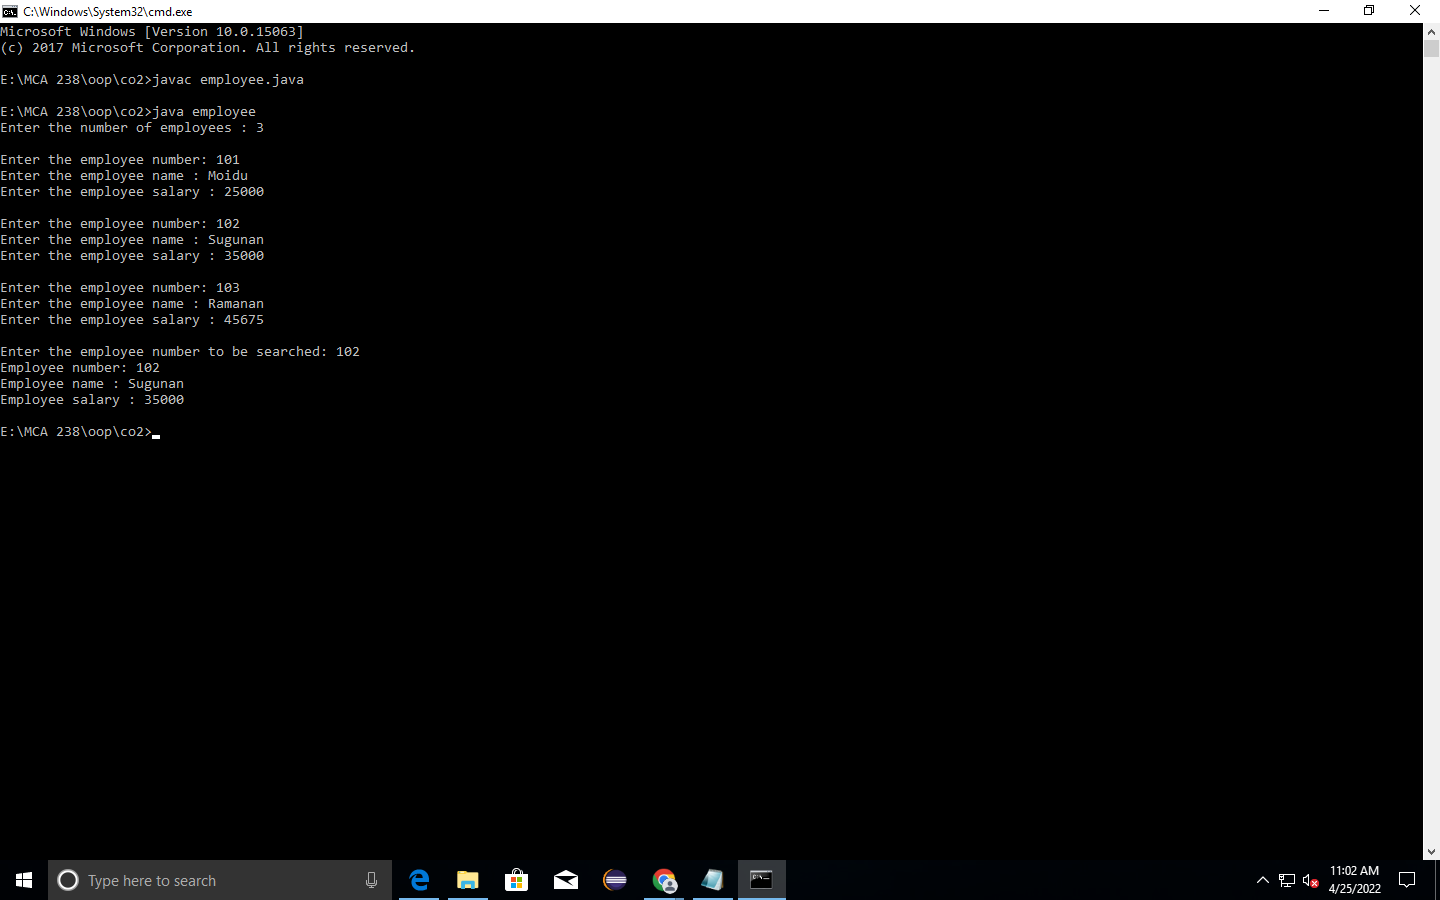 C:\Windows\System32\cmd.exe
Microsoft Windows [Version 10.0.15063]
(c) 2017 Microsoft Corporation. All rights reserved.
E:\MCA 238\oop\co2>javac employee.java
E:\MCA 238\oop\co2>java employee
Enter the number of employees : 3
Enter the employee number: 101
Enter the employee name : Moidu
Enter the employee salary : 25000
Enter the employee number: 102
Enter the employee name : Sugunan
Enter the employee salary : 35000
Enter the employee number: 103
Enter the employee name : Ramanan
Enter the employee salary : 45675
Enter the employee number to be searched: 102
Employee number: 102
Employee name : Sugunan
Employee salary : 35000
E:\MCA 238\oop\co2>
Type here to search
11:02 AM
4/25/2022